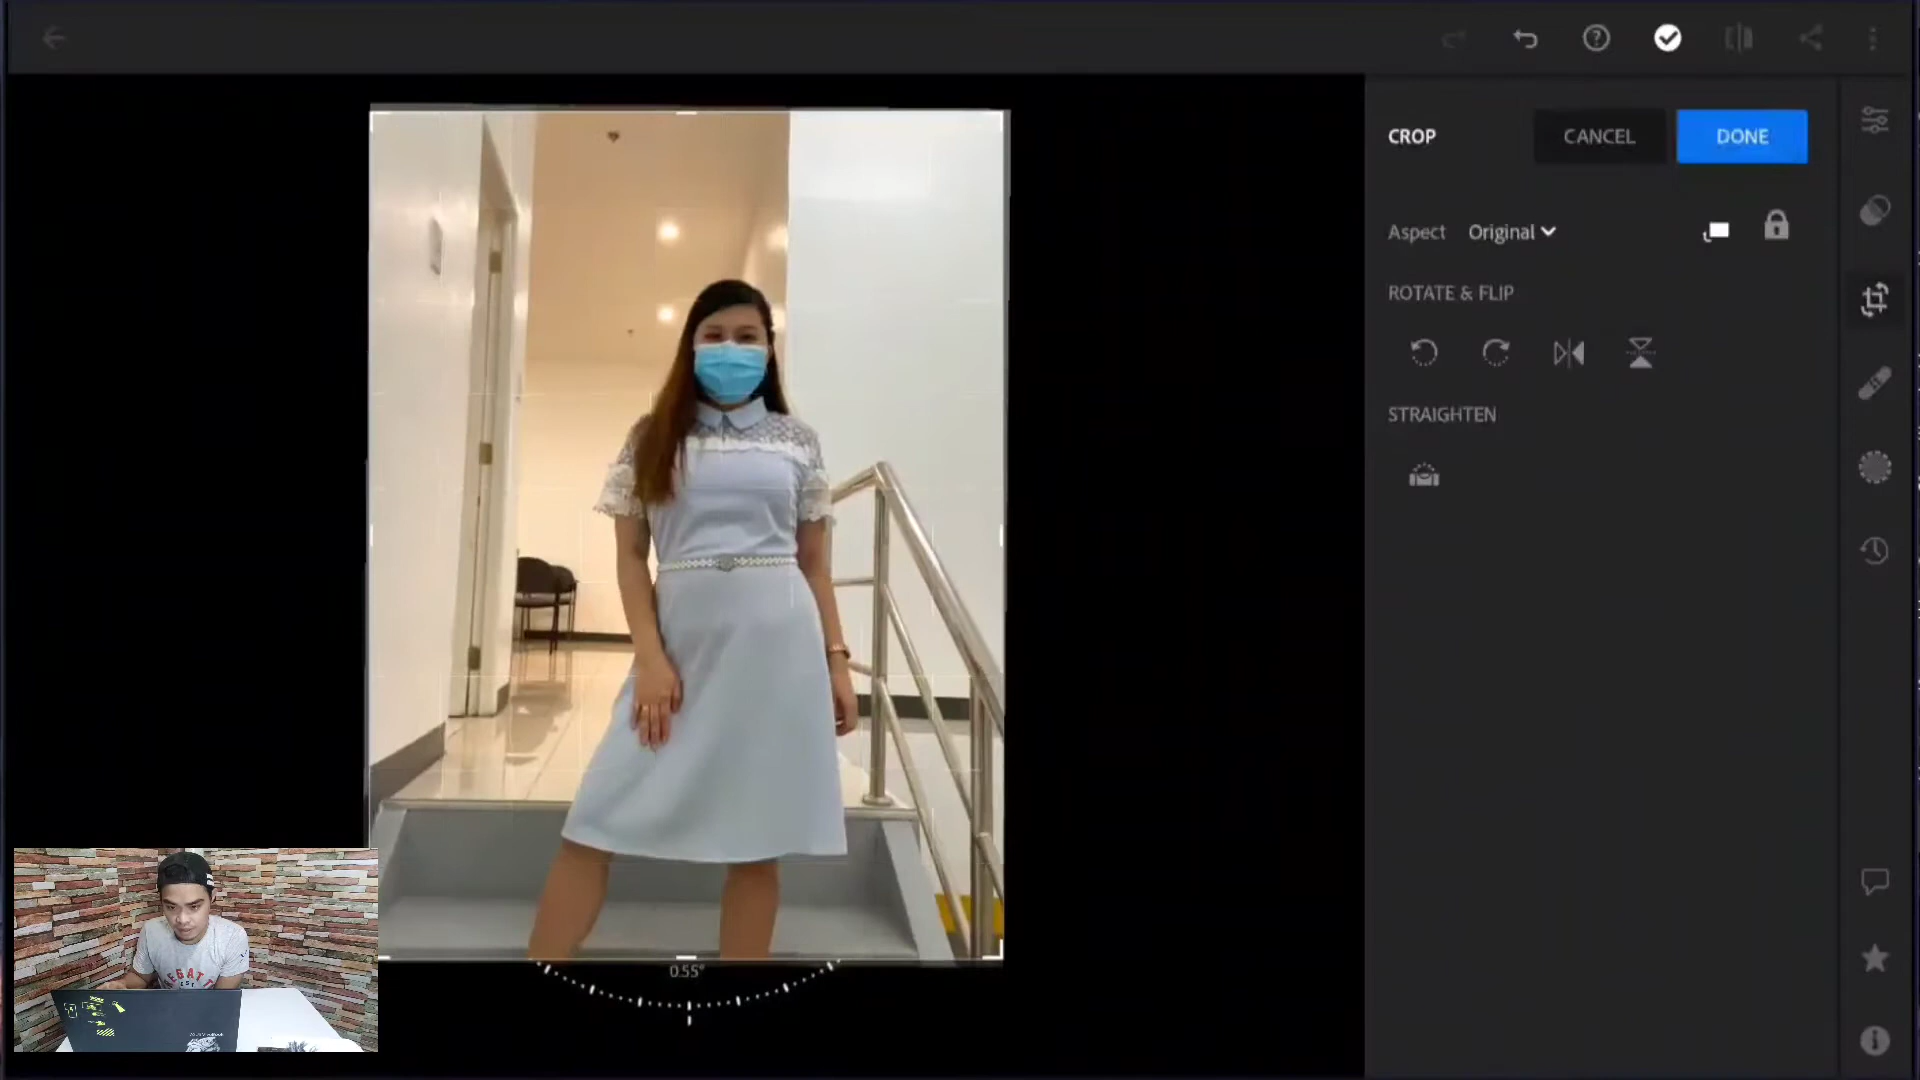 CROP
CANCEL
DONE
Aspect
Original
ROTATE & FLIP
STRAIGHTEN
0.55°